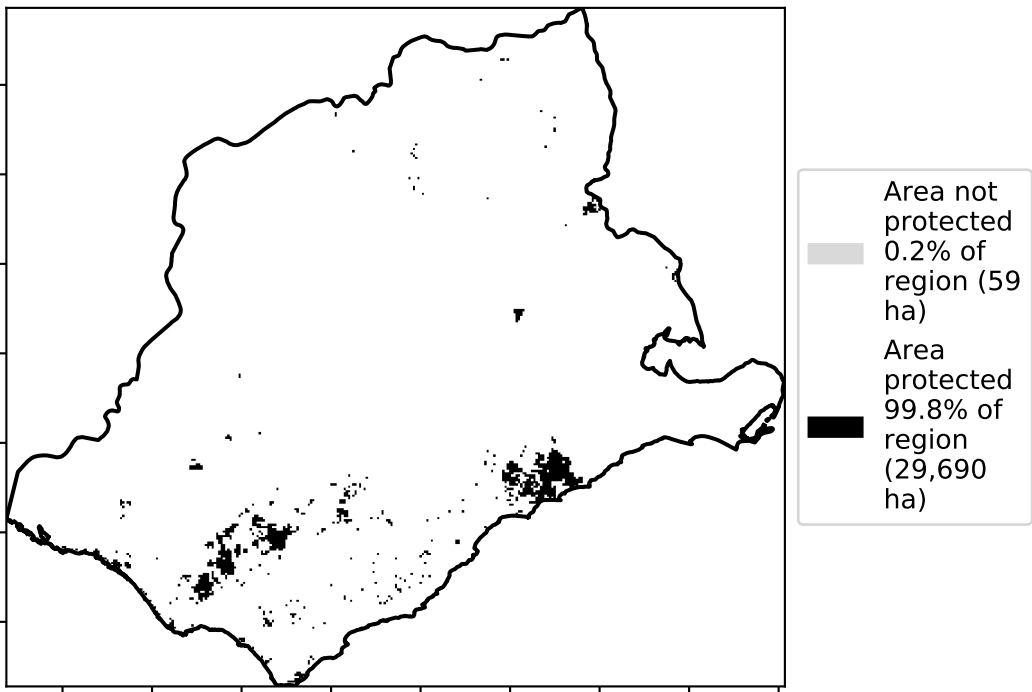 Area not
protected
0.2% of
region (59
ha)
Area
protected
99.8% of
region
(29,690
ha)